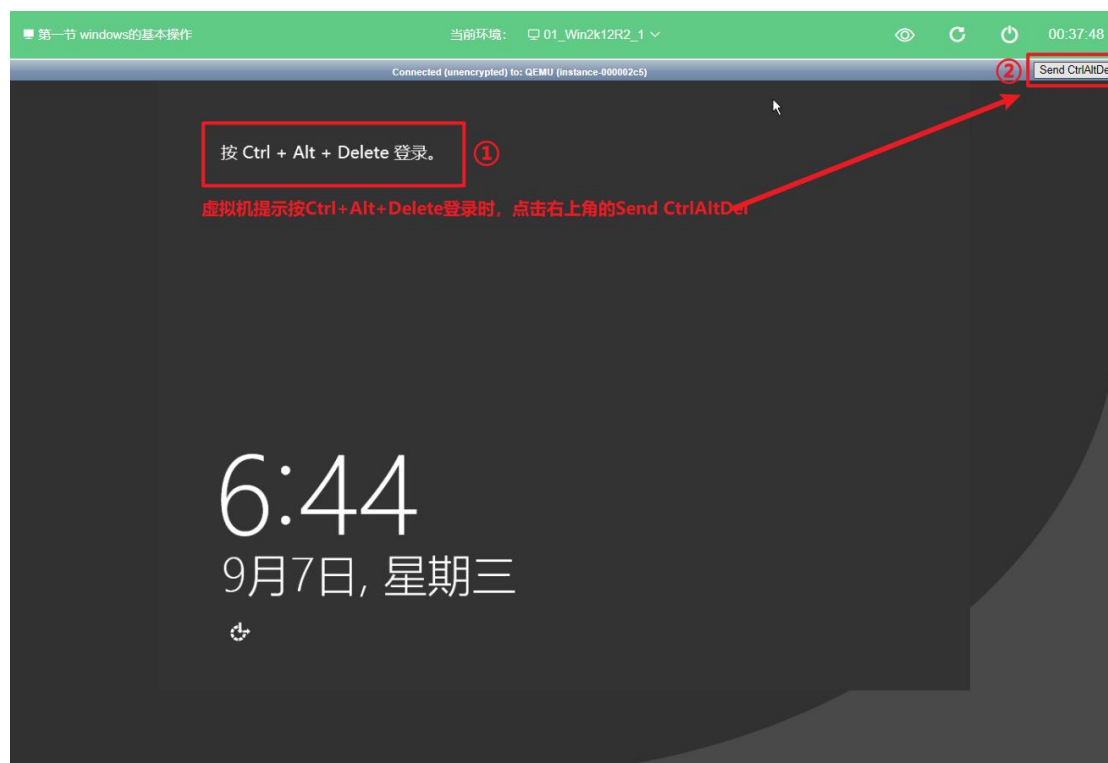 第一节 windows的基本操作
当前环境: 01_Win2k12R2_1
00:37:48
Connected (unencrypted) to: QEMU (instance-000002c5)
② Send CtrlAltDe
按 Ctrl + Alt + Delete 登录。 ①
虚拟机提示按Ctrl+Alt+Delete登录时，点击右上角的Send CtrlAltDel
6:44
9月7日, 星期三